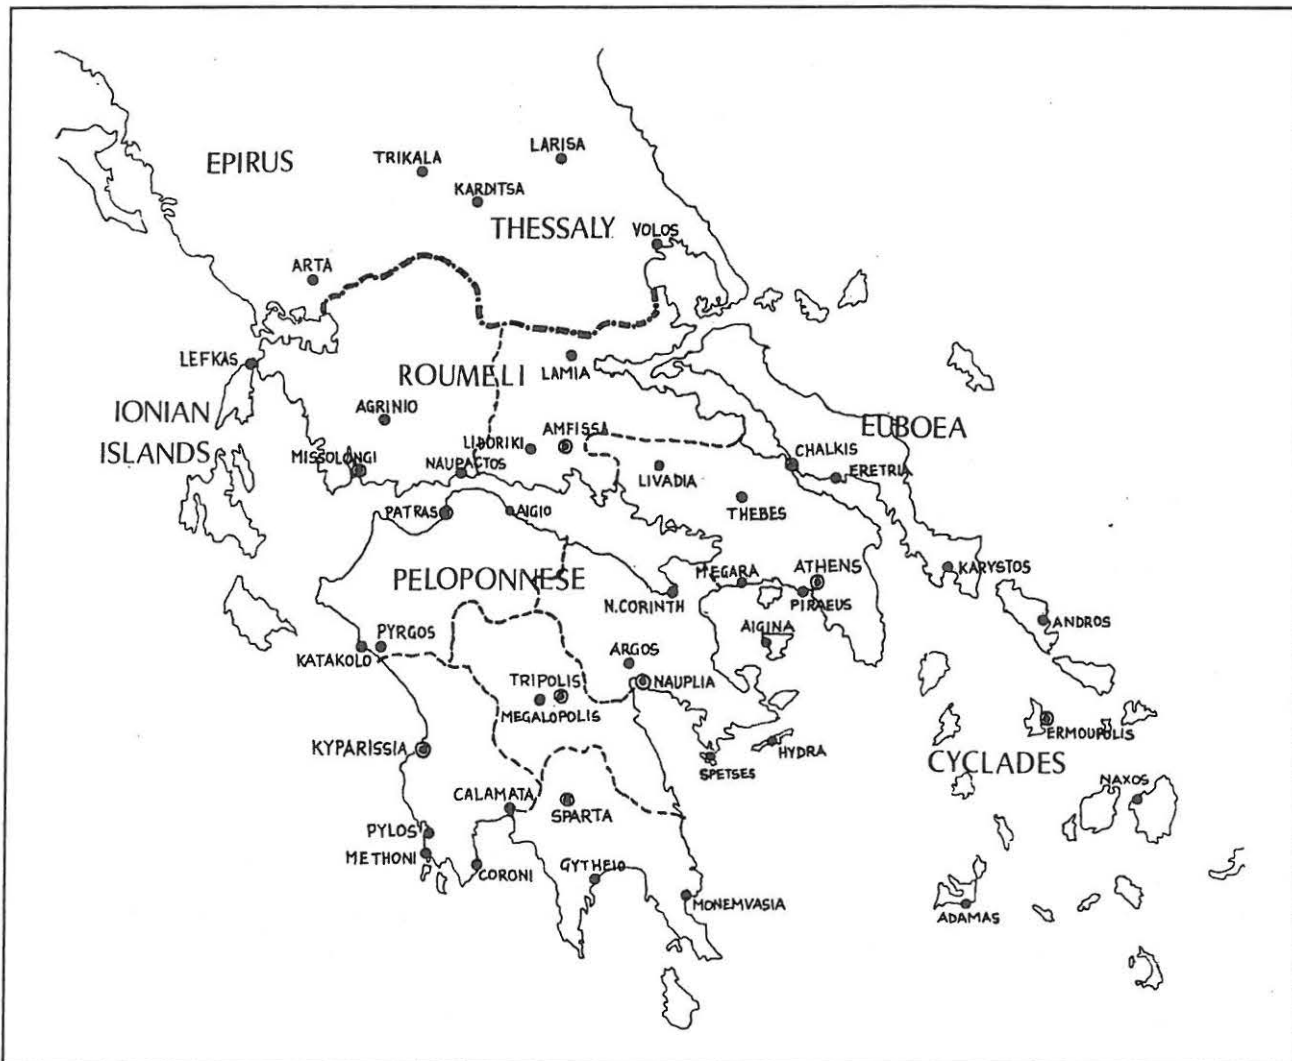 EPIRUS
TRIKALA
LARISA
KARDITSA
THESSALY
VOLOS
ARTA
LEFKAS
ROUMELI
LAMIA
IONIAN
ISLANDS
AGRINIO
MISSOLONGI
LIDORIKI
AMFISSA
NAUPACTOS
EUBOEA
CHALKIS
ERETRIA
LIVADIA
THEBES
PATRAS
AIGIO
PELOPONNESE
N.CORINTH
MEGARA
ATHENS
PIRAEUS
KARYSTOS
AIGINA
ANDROS
PYRGOS
KATAKOLO
ARGOS
TRIPOLIS
NAUPLIA
MEGALOPOLIS
KYPARISSIA
HYDRA
SPETSES
ERMOUPOLIS
CYCLADES
NAXOS
CALAMATA
SPARTA
PYLOS
METHONI
CORONI
GYTHEIO
MONEMVASIA
ADAMAS